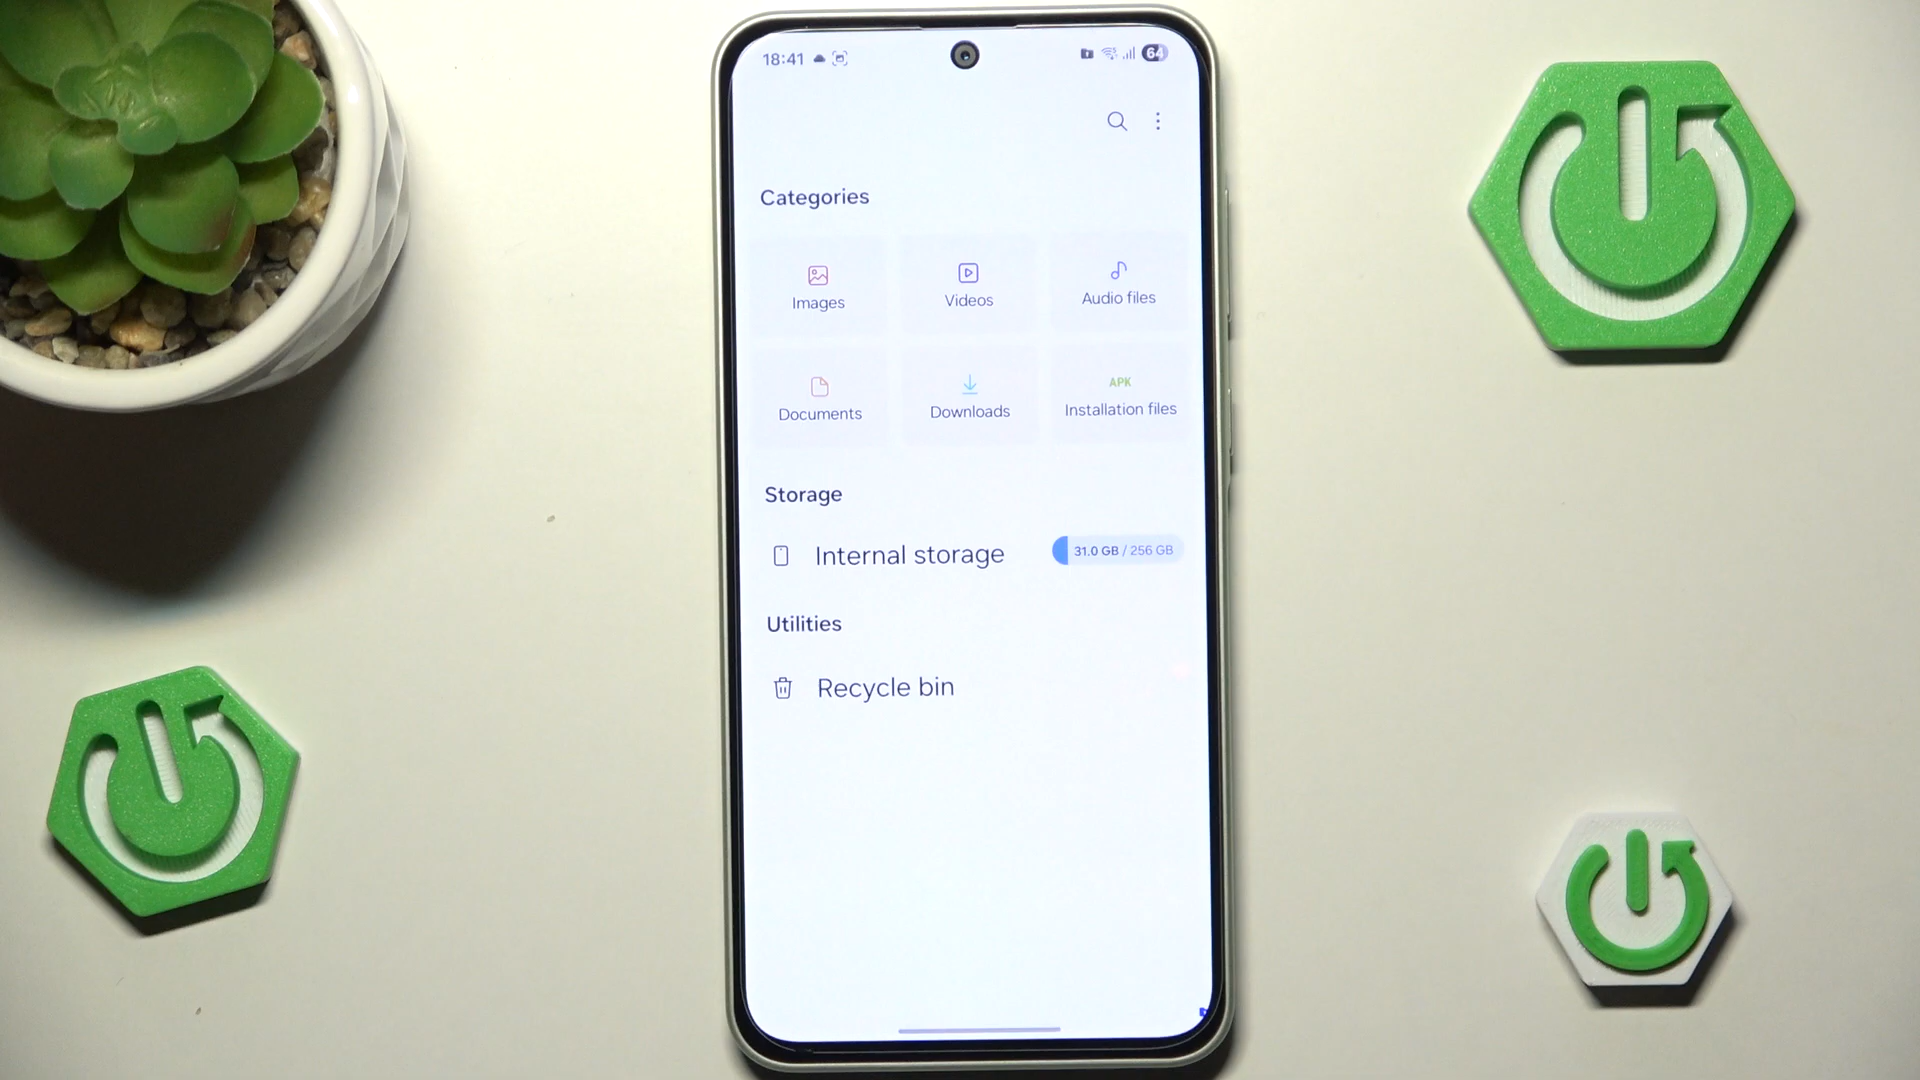 18:41
64
Categories
Images Videos Audio files
APK
Documents Downloads Installation files
Storage
Internal storage 31.0 GB / 256 GB
Utilities
Recycle bin